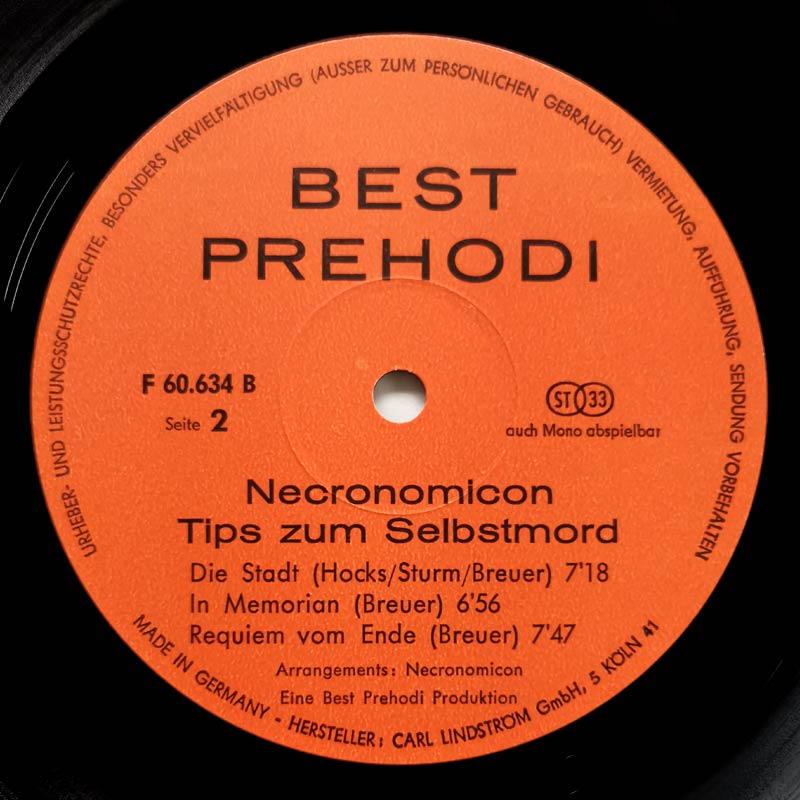 URHEBER- UND LEISTUNGSSCHUTZRECHTE, BESONDERS VERVIELFÄLTIGUNG (AUSSER ZUM PERSÖNLICHEN GEBRAUCH) VERMIETUNG, AUFFÜHRUNG, SENDUNG VORBEHALTEN
BEST
PREHODI
F 60.634 B
Seite 2
ST 33
auch Mono abspielbar
Necronomicon
Tips zum Selbstmord
Die Stadt (Hocks/Sturm/Breuer) 7'18
In Memorian (Breuer) 6'56
Requiem vom Ende (Breuer) 7'47
Arrangements: Necronomicon
Eine Best Prehodi Produktion
MADE IN GERMANY - HERSTELLER: CARL LINDSTRÖM GmbH, 5 KÖLN 41